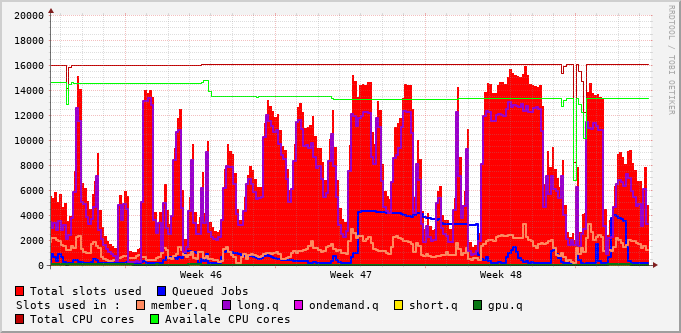 20000
18000
16000
14000
12000
10000
8000
6000
4000
2000
0
Week 46 Week 47 Week 48
Total slots used Queued Jobs
Slots used in : member.q long.q ondemand.q short.q gpu.q
Total CPU cores Availale CPU cores
RRDTOOL / TOBI OETIKER